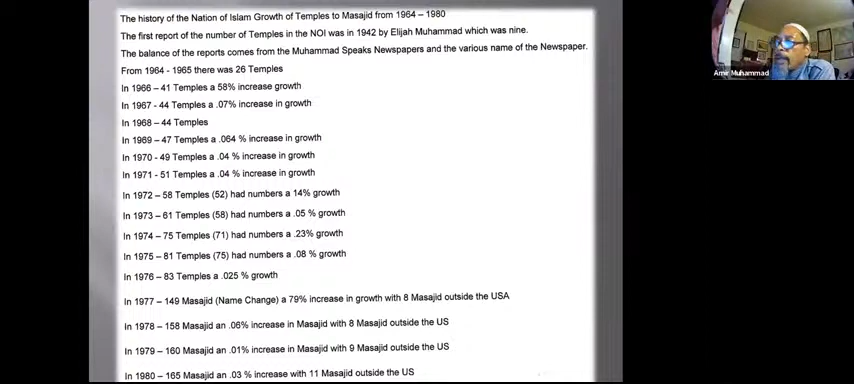 The history of the Nation of Islam Growth of Temples to Masajid from 1964 – 1980
The first report of the number of Temples in the NOI was in 1942 by Elijah Muhammad which was nine.
The balance of the reports comes from the Muhammad Speaks Newspapers and the various name of the Newspaper.
From 1964 - 1965 there was 26 Temples
In 1966 – 41 Temples a 58% increase growth
In 1967 - 44 Temples a .07% increase in growth
In 1968 – 44 Temples
In 1969 – 47 Temples a .064 % increase in growth
In 1970 - 49 Temples a .04 % increase in growth
In 1971 - 51 Temples a .04 % increase in growth
In 1972 – 58 Temples (52) had numbers a 14% growth
In 1973 – 61 Temples (58) had numbers a .05 % growth
In 1974 – 75 Temples (71) had numbers a .23% growth
In 1975 – 81 Temples (75) had numbers a .08 % growth
In 1976 – 83 Temples a .025 % growth
In 1977 – 149 Masajid (Name Change) a 79% increase in growth with 8 Masajid outside the USA
In 1978 – 158 Masajid an .06% increase in Masajid with 8 Masajid outside the US
In 1979 – 160 Masajid an .01% increase in Masajid with 9 Masajid outside the US
In 1980 – 165 Masajid an .03 % increase with 11 Masajid outside the US
Amir Muhammad